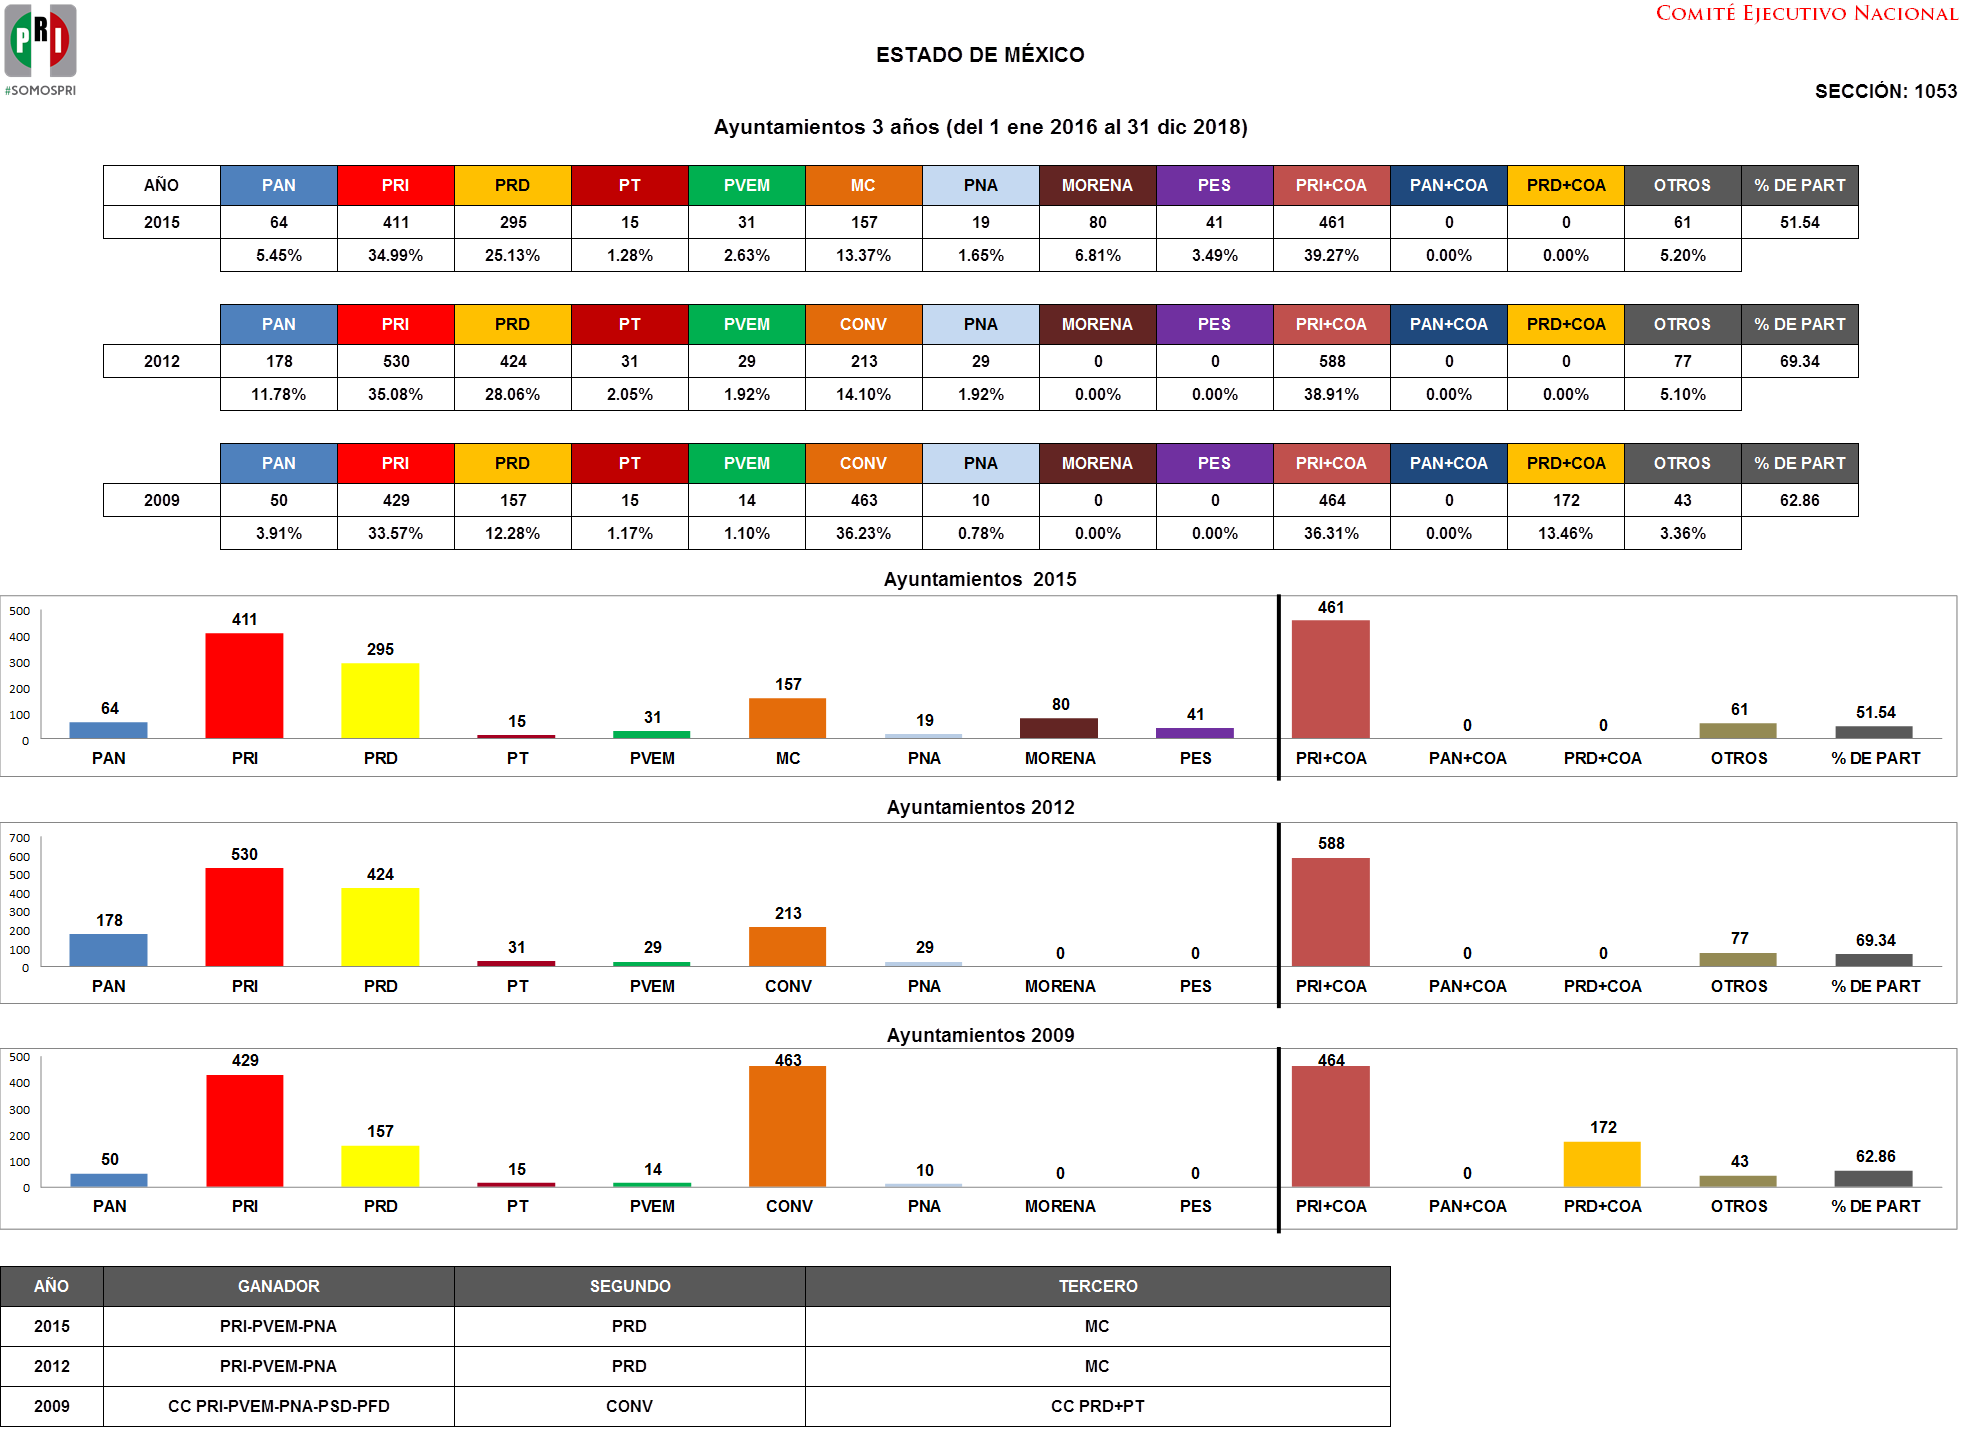 PRI
#SOMOSPRI
COMITÉ EJECUTIVO NACIONAL
ESTADO DE MÉXICO
SECCIÓN: 1053
Ayuntamientos 3 años (del 1 ene 2016 al 31 dic 2018)
AÑO PAN PRI PRD PT PVEM MC PNA MORENA PES PRI+COA PAN+COA PRD+COA OTROS % DE PART
2015 64 411 295 15 31 157 19 80 41 461 0 0 61 51.54
5.45% 34.99% 25.13% 1.28% 2.63% 13.37% 1.65% 6.81% 3.49% 39.27% 0.00% 0.00% 5.20%
PAN PRI PRD PT PVEM CONV PNA MORENA PES PRI+COA PAN+COA PRD+COA OTROS % DE PART
2012 178 530 424 31 29 213 29 0 0 588 0 0 77 69.34
11.78% 35.08% 28.06% 2.05% 1.92% 14.10% 1.92% 0.00% 0.00% 38.91% 0.00% 0.00% 5.10%
PAN PRI PRD PT PVEM CONV PNA MORENA PES PRI+COA PAN+COA PRD+COA OTROS % DE PART
2009 50 429 157 15 14 463 10 0 0 464 0 172 43 62.86
3.91% 33.57% 12.28% 1.17% 1.10% 36.23% 0.78% 0.00% 0.00% 36.31% 0.00% 13.46% 3.36%
Ayuntamientos 2015
500
400
300
200
100
0
64 411 295 15 31 157 19 80 41 461 0 0 61 51.54
PAN PRI PRD PT PVEM MC PNA MORENA PES PRI+COA PAN+COA PRD+COA OTROS % DE PART
Ayuntamientos 2012
700
600
500
400
300
200
100
0
178 530 424 31 29 213 29 0 0 588 0 0 77 69.34
PAN PRI PRD PT PVEM CONV PNA MORENA PES PRI+COA PAN+COA PRD+COA OTROS % DE PART
Ayuntamientos 2009
500
400
300
200
100
0
50 429 157 15 14 463 10 0 0 464 0 172 43 62.86
PAN PRI PRD PT PVEM CONV PNA MORENA PES PRI+COA PAN+COA PRD+COA OTROS % DE PART
AÑO GANADOR SEGUNDO TERCERO
2015 PRI-PVEM-PNA PRD MC
2012 PRI-PVEM-PNA PRD MC
2009 CC PRI-PVEM-PNA-PSD-PFD CONV CC PRD+PT